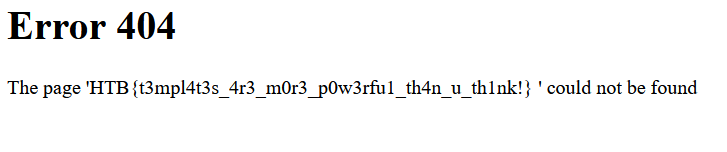 Error 404
The page 'HTB{t3mpl4t3s_4r3_m0r3_p0w3rfu1_th4n_u_th1nk!} ' could not be found